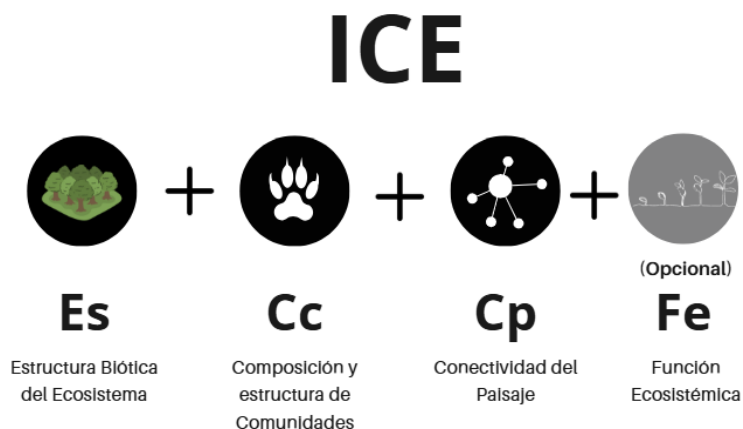 ICE
+ + +
(Opcional)
Es Cc Cp Fe
Estructura Biótica
del Ecosistema
Composición y
estructura de
Comunidades
Conectividad del
Paisaje
Función
Ecosistémica